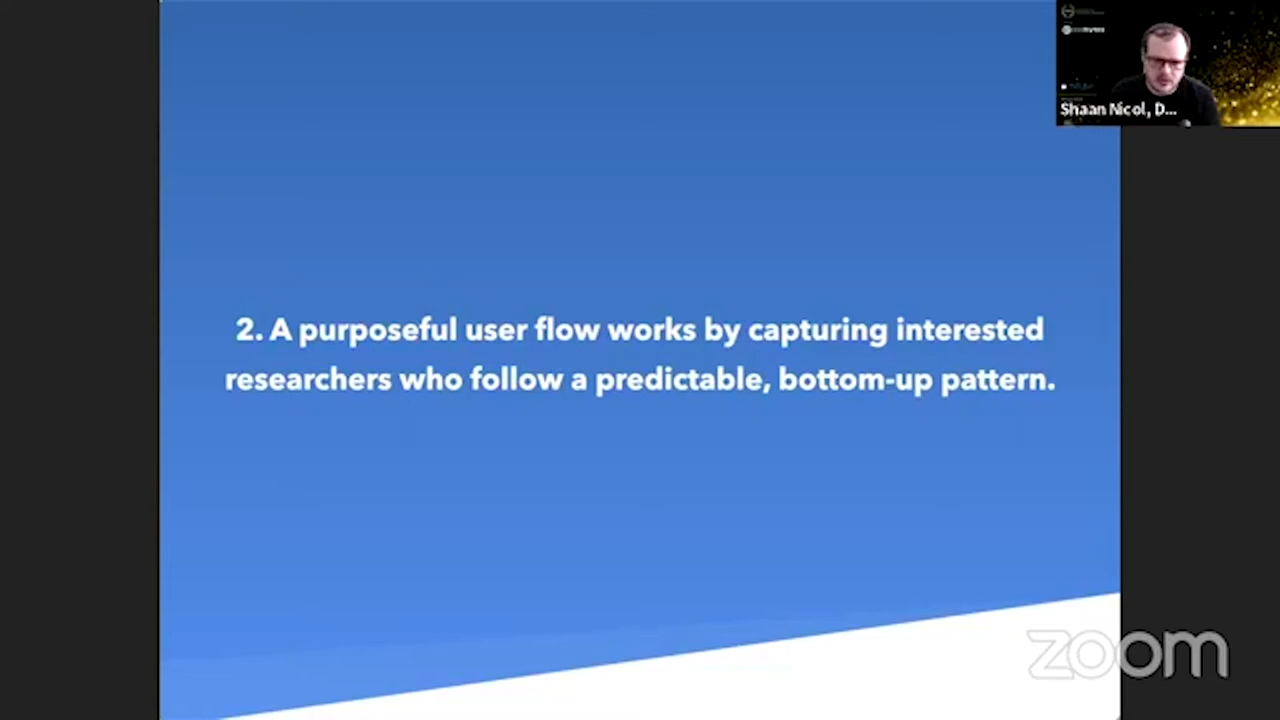 Shaan Nicol, D...
2. A purposeful user flow works by capturing interested
researchers who follow a predictable, bottom-up pattern.
zoom